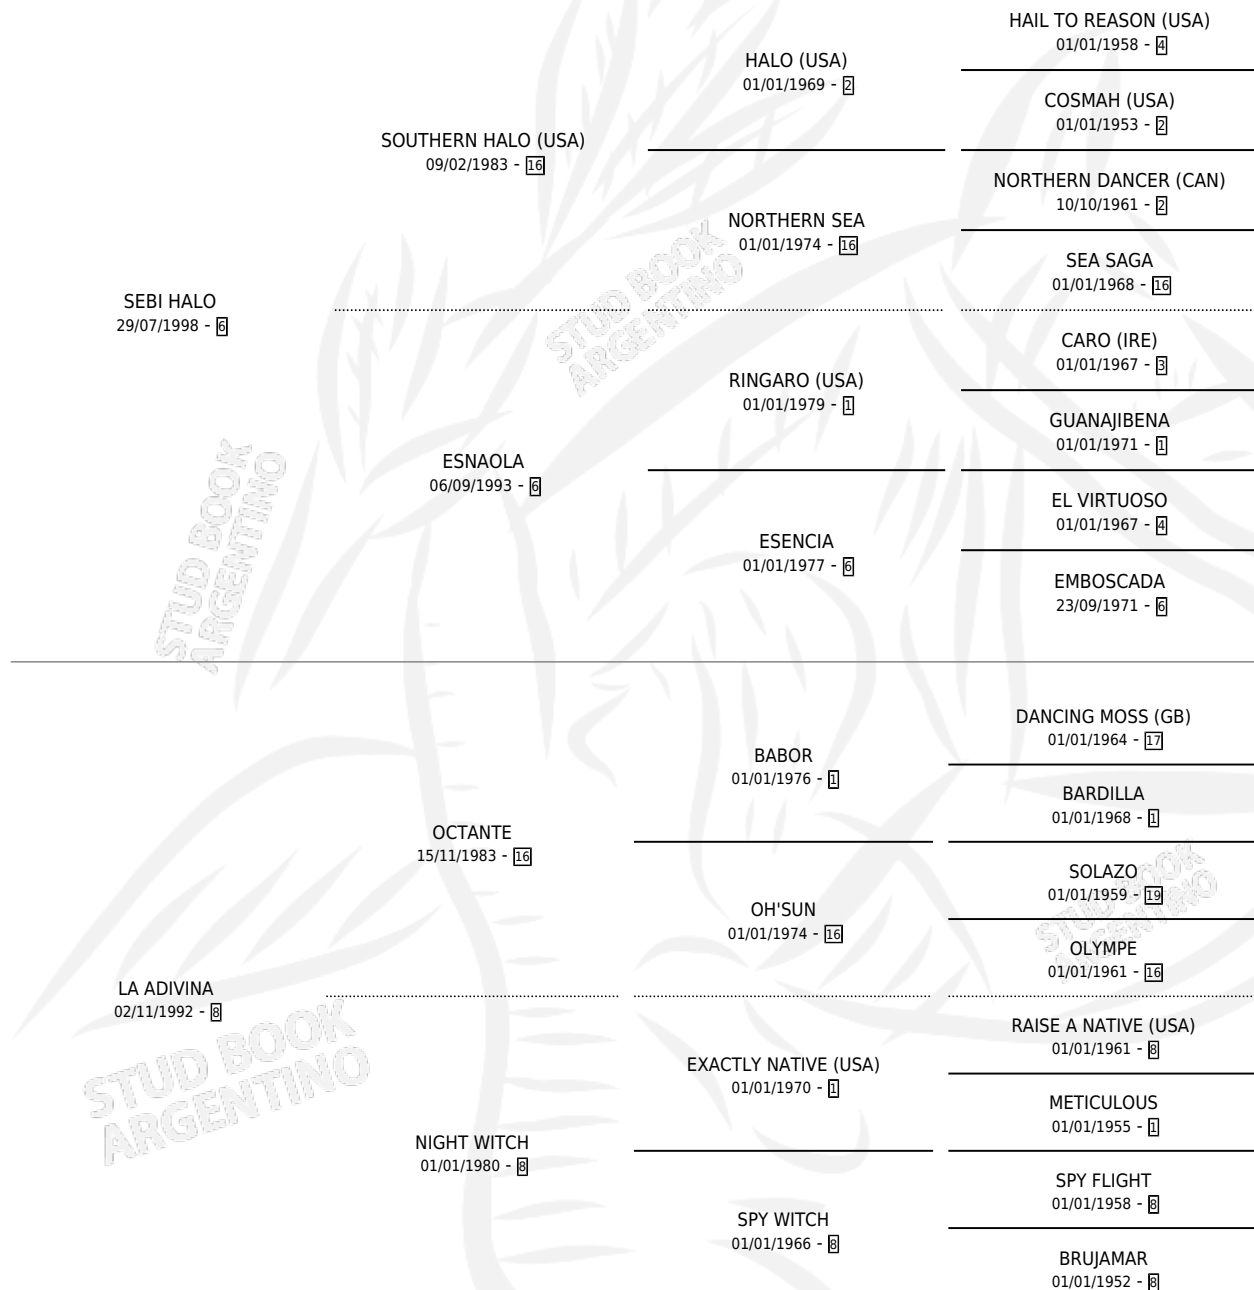 HAIL TO REASON (USA)
01/01/1958 - 4
HALO (USA)
01/01/1969 - 2
COSMAH (USA)
01/01/1953 - 2
SOUTHERN HALO (USA)
09/02/1983 - 16
NORTHERN DANCER (CAN)
10/10/1961 - 2
NORTHERN SEA
01/01/1974 - 16
SEA SAGA
01/01/1968 - 16
SEBI HALO
29/07/1998 - 6
STUD BOOK
ARGENTINO
CARO (IRE)
01/01/1967 - 3
RINGARO (USA)
01/01/1979 - 1
GUANAJIBENA
01/01/1971 - 1
ESNAOLA
06/09/1993 - 6
EL VIRTUOSO
01/01/1967 - 4
ESENCIA
01/01/1977 - 6
EMBOSCADA
23/09/1971 - 6
STUD BOOK
ARGENTINO
DANCING MOSS (GB)
01/01/1964 - 17
BABOR
01/01/1976 - 1
BARDILLA
01/01/1968 - 1
OCTANTE
15/11/1983 - 16
SOLAZO
01/01/1959 - 19
OH'SUN
01/01/1974 - 16
OLYMPE
01/01/1961 - 16
STUD BOOK
ARGENTINO
LA ADIVINA
02/11/1992 - 8
RAISE A NATIVE (USA)
01/01/1961 - 8
EXACTLY NATIVE (USA)
01/01/1970 - 1
METICULOUS
01/01/1955 - 1
STUD BOOK
ARGENTINO
NIGHT WITCH
01/01/1980 - 8
SPY FLIGHT
01/01/1958 - 8
SPY WITCH
01/01/1966 - 8
BRUJAMAR
01/01/1952 - 8